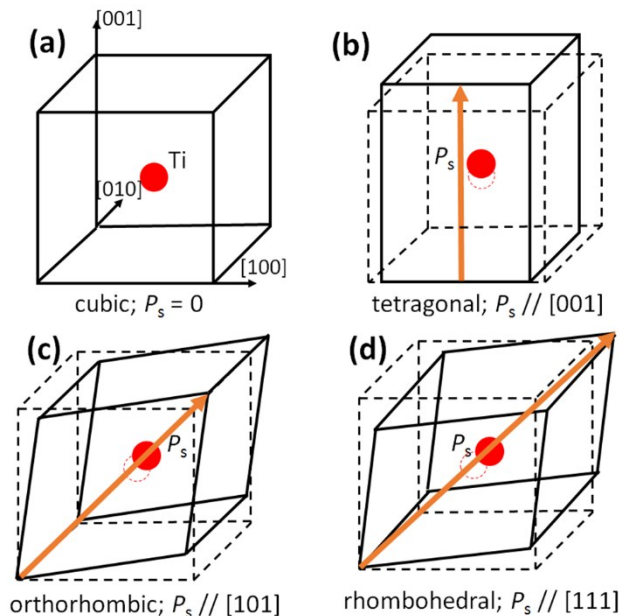 (a)
[001]
Ti
[010]
[100]
cubic; Pₛ = 0
(b)
Pₛ
tetragonal; Pₛ // [001]
(c)
Pₛ
orthorhombic; Pₛ // [101]
(d)
Pₛ
rhombohedral; Pₛ // [111]